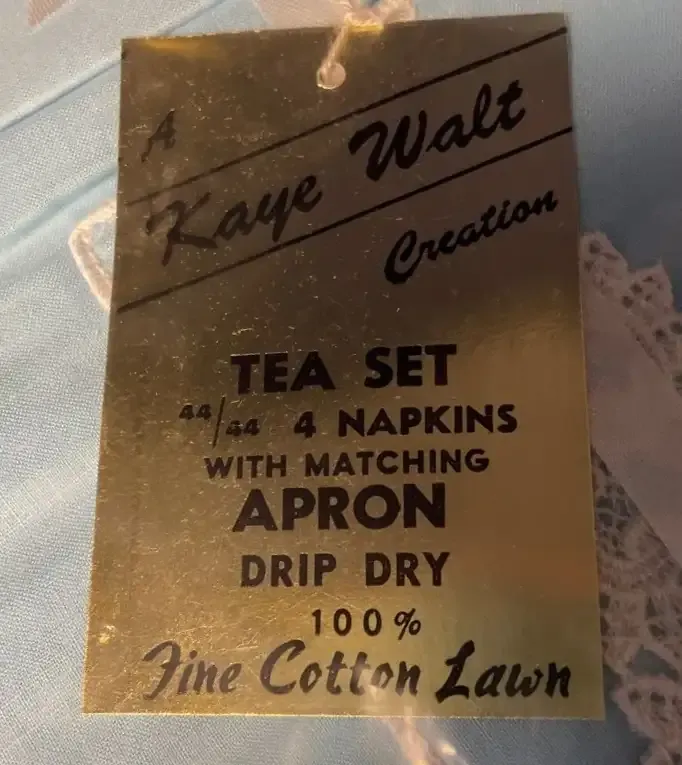 A
Kaye Walt
Creation
TEA SET
44/44 4 NAPKINS
WITH MATCHING
APRON
DRIP DRY
100%
Fine Cotton Lawn